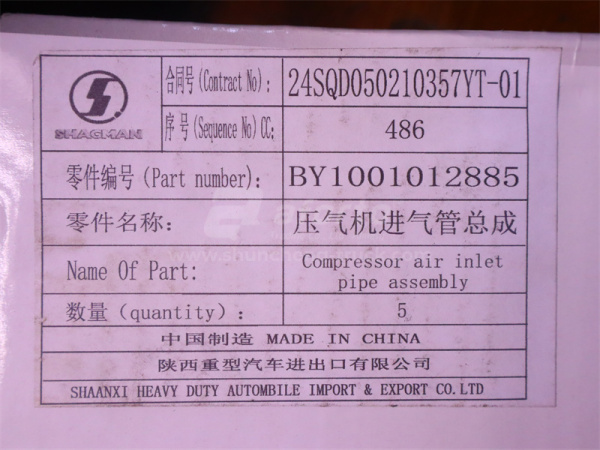 SHACMAN
合同号(Contract No): 24SQD050210357YT-01
序号(Sequence No)CC: 486
零件编号(Part number): BY1001012885
零件名称: 压气机进气管总成
Name Of Part: Compressor air inlet
pipe assembly
数量(quantity): 5
中国制造 MADE IN CHINA
陕西重型汽车进出口有限公司
SHAANXI HEAVY DUTY AUTOMBILE IMPORT & EXPORT CO.LTD